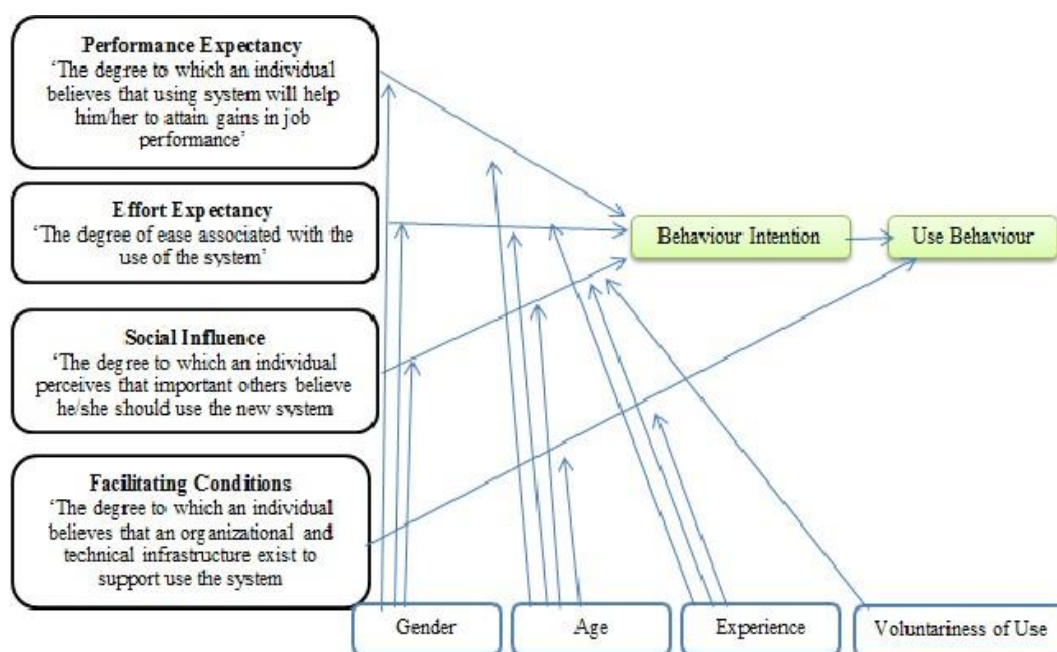 Performance Expectancy
‘The degree to which an individual
believes that using system will help
him/her to attain gains in job
performance’
Effort Expectancy
‘The degree of ease associated with the
use of the system’
Behaviour Intention
Use Behaviour
Social Influence
‘The degree to which an individual
perceives that important others believe
he/she should use the new system
Facilitating Conditions
‘The degree to which an individual
believes that an organizational and
technical infrastructure exist to
support use the system
Gender
Age
Experience
Voluntariness of Use